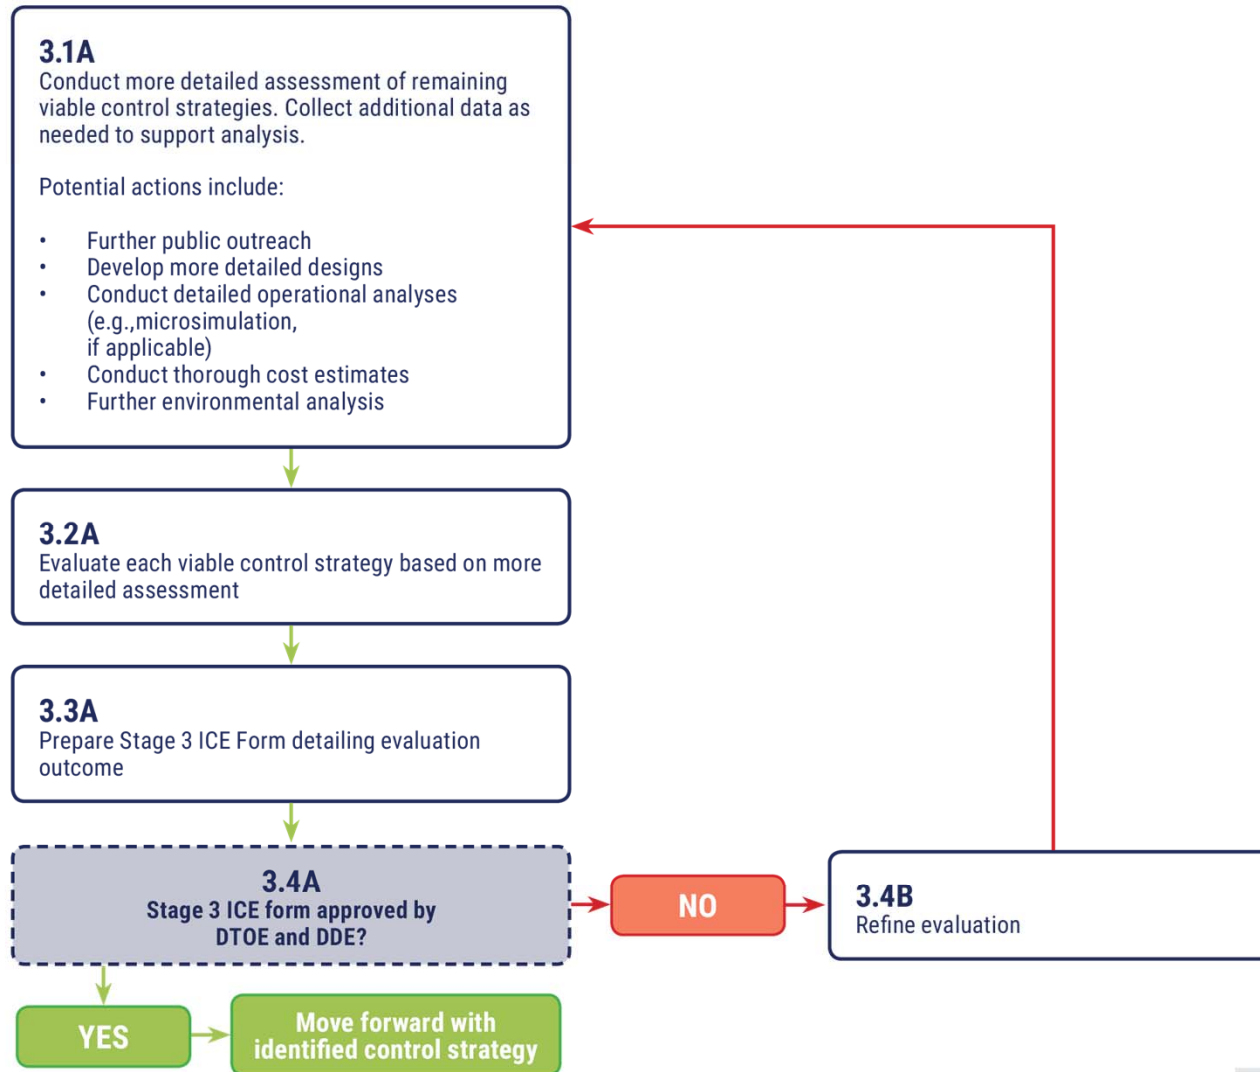 3.1A
Conduct more detailed assessment of remaining
viable control strategies. Collect additional data as
needed to support analysis.
Potential actions include:
• Further public outreach
• Develop more detailed designs
• Conduct detailed operational analyses
(e.g.,microsimulation,
if applicable)
• Conduct thorough cost estimates
• Further environmental analysis
3.2A
Evaluate each viable control strategy based on more
detailed assessment
3.3A
Prepare Stage 3 ICE Form detailing evaluation
outcome
3.4A
Stage 3 ICE form approved by
DTOE and DDE?
NO
3.4B
Refine evaluation
YES
Move forward with
identified control strategy